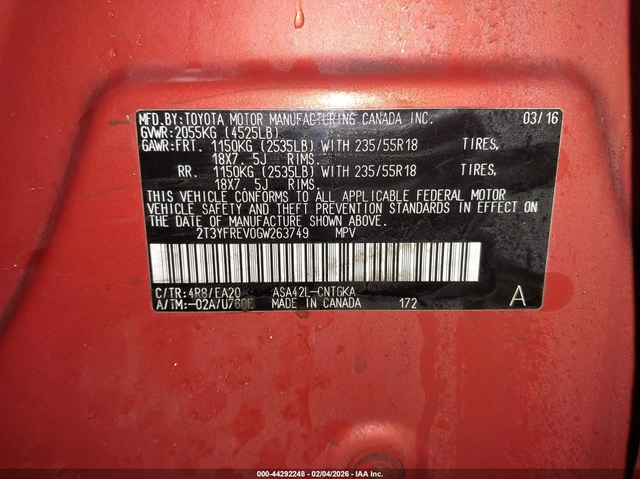 MFD.BY:TOYOTA MOTOR MANUFACTURING CANADA INC. 03/16
GVWR:2055KG (4525LB)
GAWR:FRT. 1150KG (2535LB) WITH 235/55R18 TIRES,
18X7.5J RIMS.
RR. 1150KG (2535LB) WITH 235/55R18 TIRES,
18X7.5J RIMS.
THIS VEHICLE CONFORMS TO ALL APPLICABLE FEDERAL MOTOR
VEHICLE SAFETY AND THEFT PREVENTION STANDARDS IN EFFECT ON
THE DATE OF MANUFACTURE SHOWN ABOVE.
2T3YFREV0GW263749 MPV
C/TR:4R8/EA20 ASA42L-CNTGKA
A/TM:-02A/U760E MADE IN CANADA 172 A
000-44292248 - 02/04/2026 - IAA Inc.